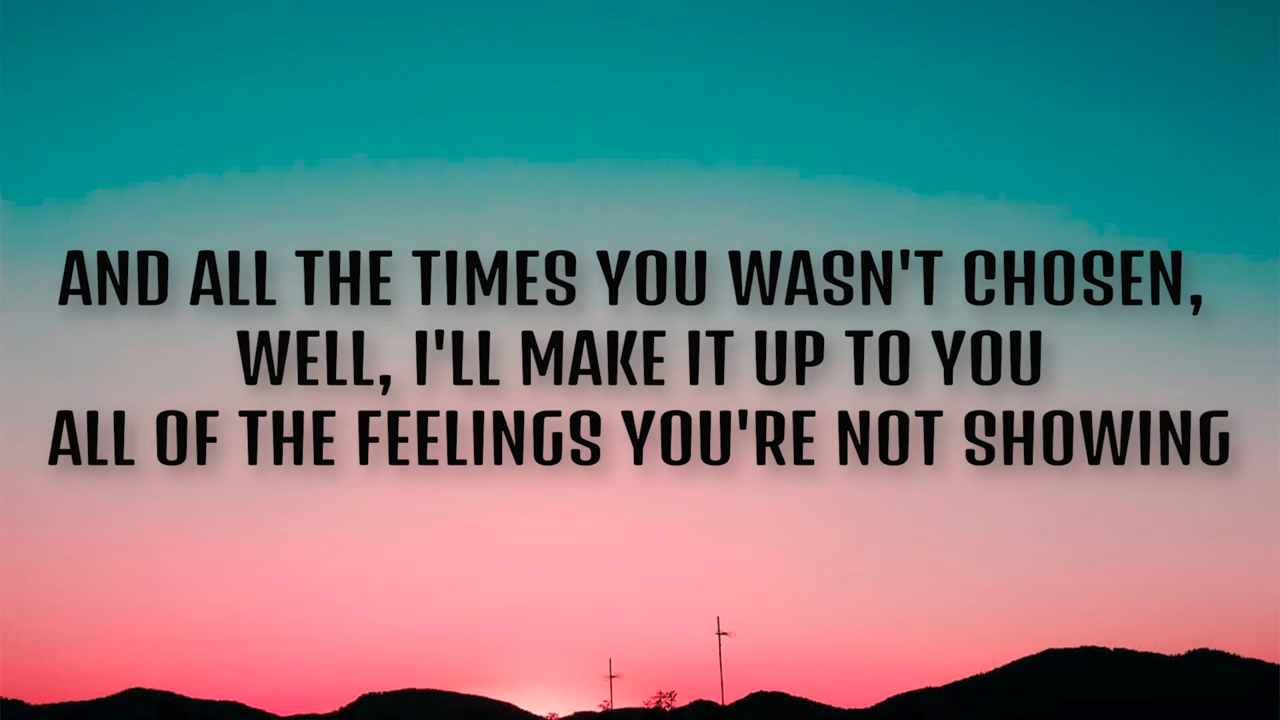 AND ALL THE TIMES YOU WASN'T CHOSEN,
WELL, I'LL MAKE IT UP TO YOU
ALL OF THE FEELINGS YOU'RE NOT SHOWING